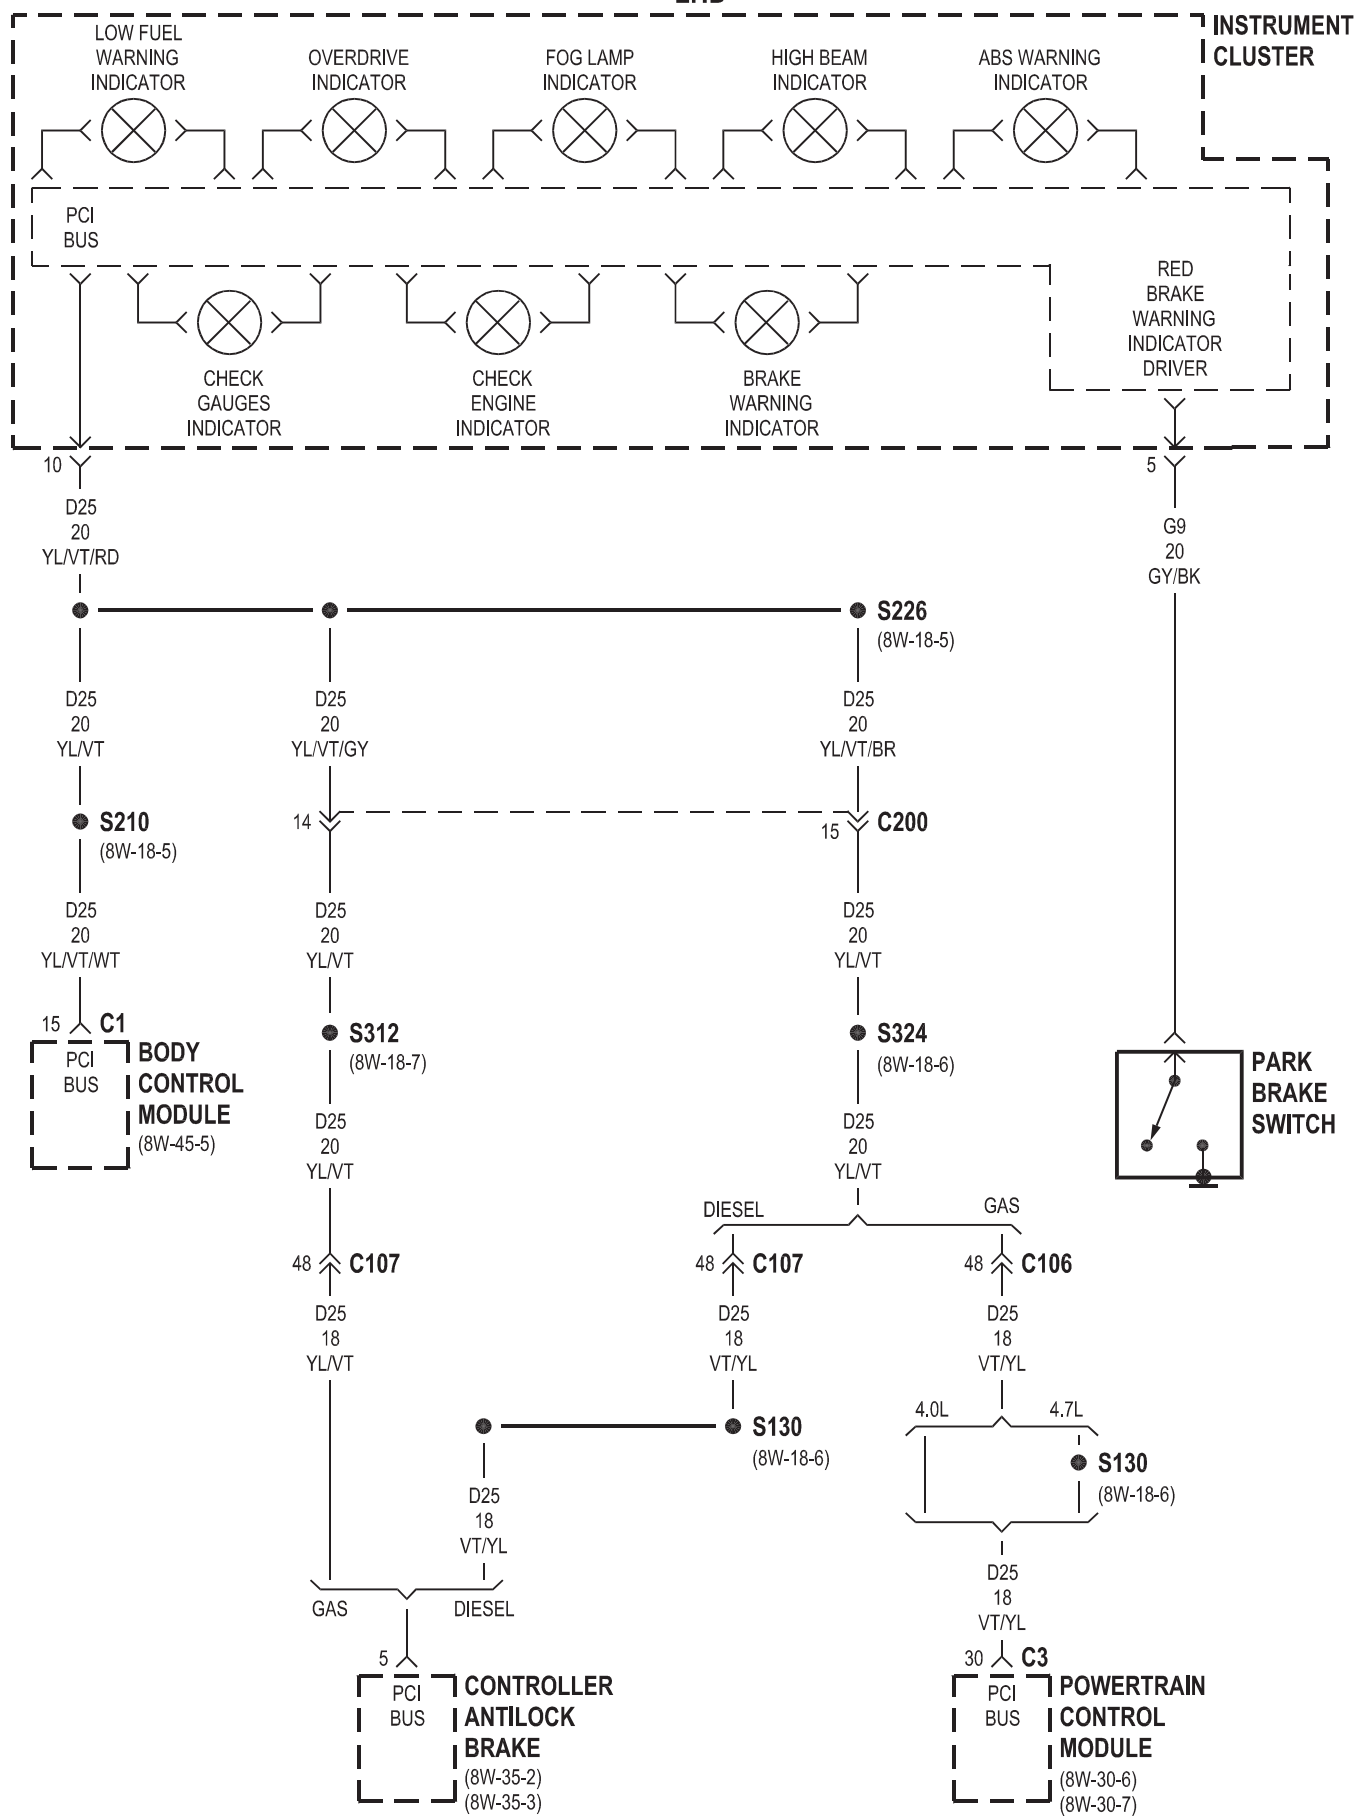 INSTRUMENT
CLUSTER
LOW FUEL
WARNING
INDICATOR
OVERDRIVE
INDICATOR
FOG LAMP
INDICATOR
HIGH BEAM
INDICATOR
ABS WARNING
INDICATOR
PCI
BUS
RED
BRAKE
WARNING
INDICATOR
DRIVER
CHECK
GAUGES
INDICATOR
CHECK
ENGINE
INDICATOR
BRAKE
WARNING
INDICATOR
10
5
D25
20
YL/VT/RD
G9
20
GY/BK
S226
(8W-18-5)
D25
20
YL/VT
D25
20
YL/VT/GY
D25
20
YL/VT/BR
S210
(8W-18-5)
14
15
C200
D25
20
YL/VT/WT
D25
20
YL/VT
D25
20
YL/VT
15
C1
PCI
BUS
BODY
CONTROL
MODULE
(8W-45-5)
S312
(8W-18-7)
S324
(8W-18-6)
PARK
BRAKE
SWITCH
D25
20
YL/VT
D25
20
YL/VT
DIESEL
GAS
48
C107
48
C107
48
C106
D25
18
YL/VT
D25
18
VT/YL
D25
18
VT/YL
4.0L
4.7L
S130
(8W-18-6)
S130
(8W-18-6)
D25
18
VT/YL
D25
18
VT/YL
GAS
DIESEL
5
30
C3
PCI
BUS
CONTROLLER
ANTILOCK
BRAKE
(8W-35-2)
(8W-35-3)
PCI
BUS
POWERTRAIN
CONTROL
MODULE
(8W-30-6)
(8W-30-7)